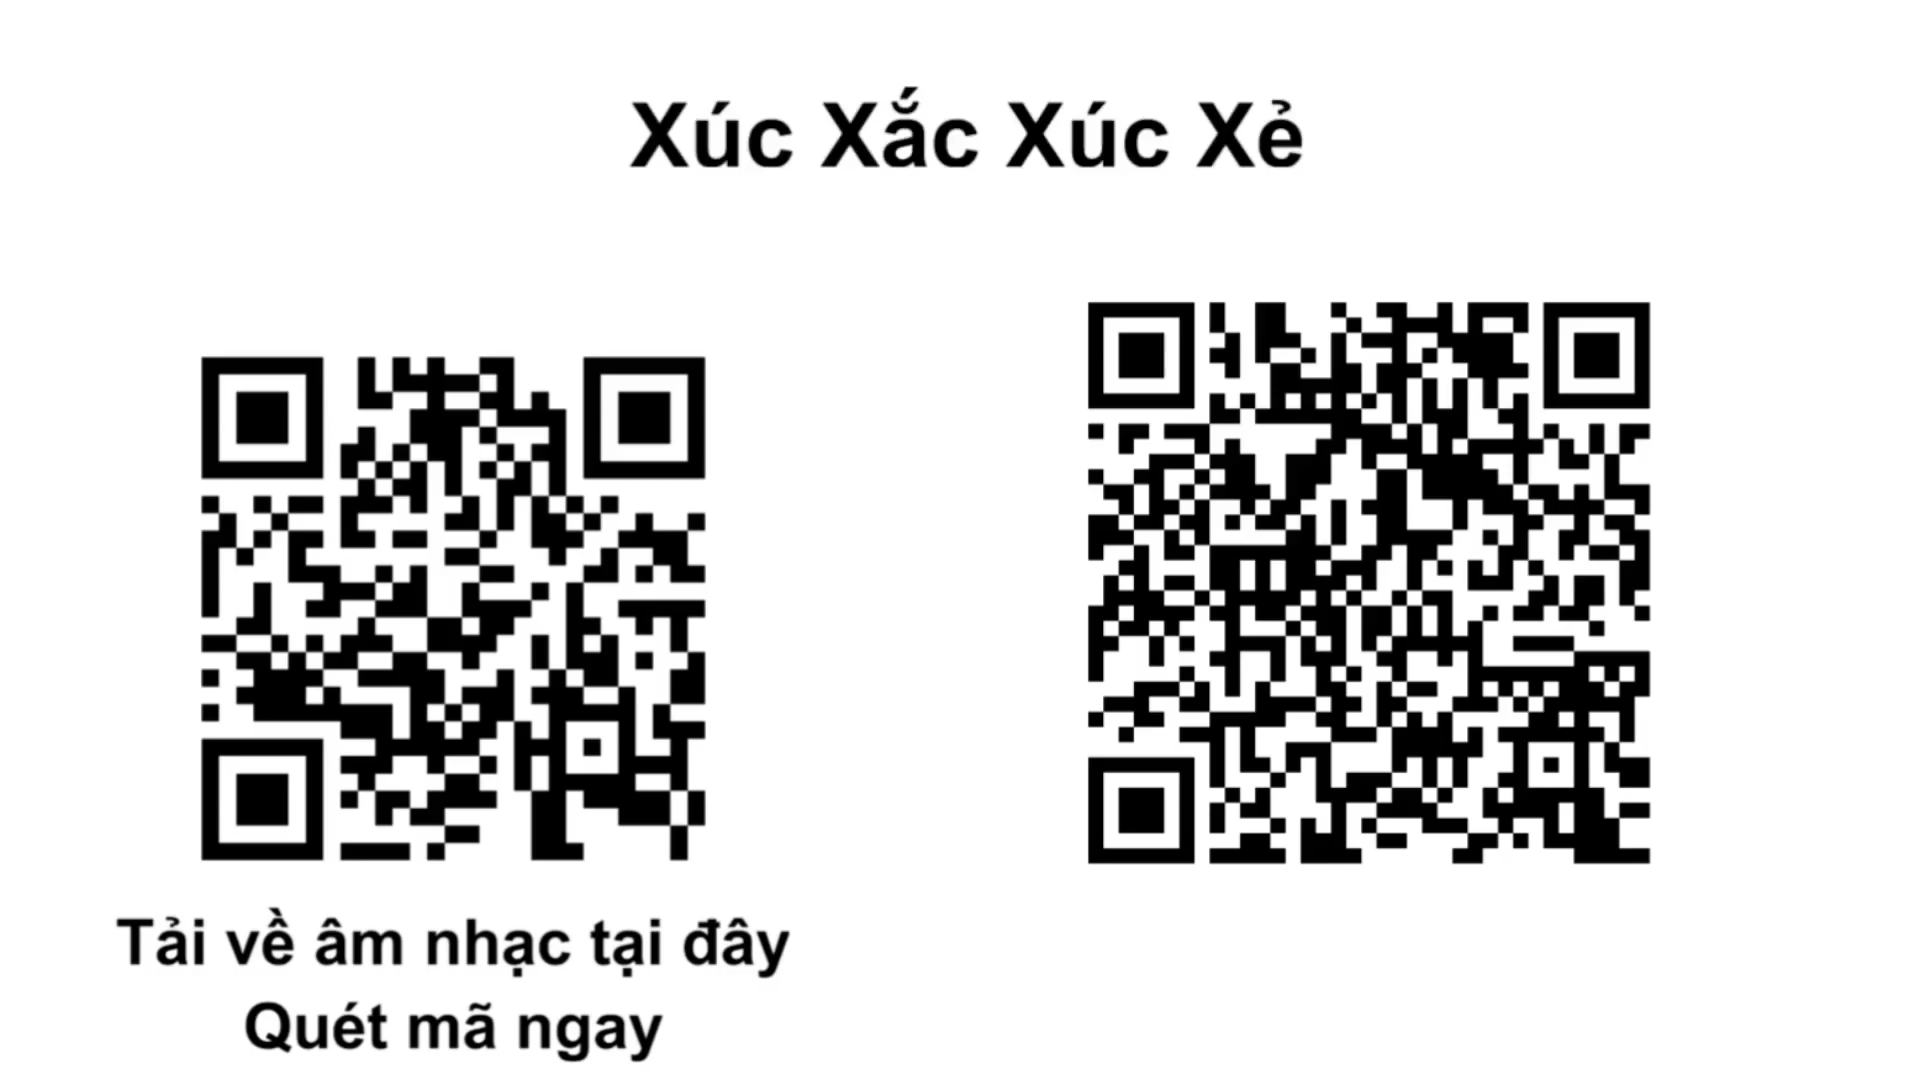 Xúc Xắc Xúc Xẻ
Tải về âm nhạc tại đây
Quét mã ngay